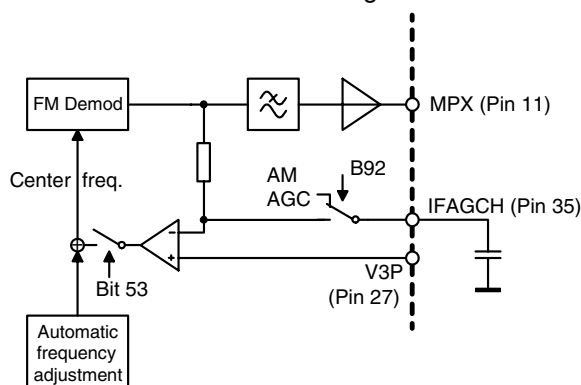 FM Demod
MPX (Pin 11)
Center freq.
AM
AGC
B92
IFAGCH (Pin 35)
-
+
V3P
(Pin 27)
Bit 53
Automatic
frequency
adjustment